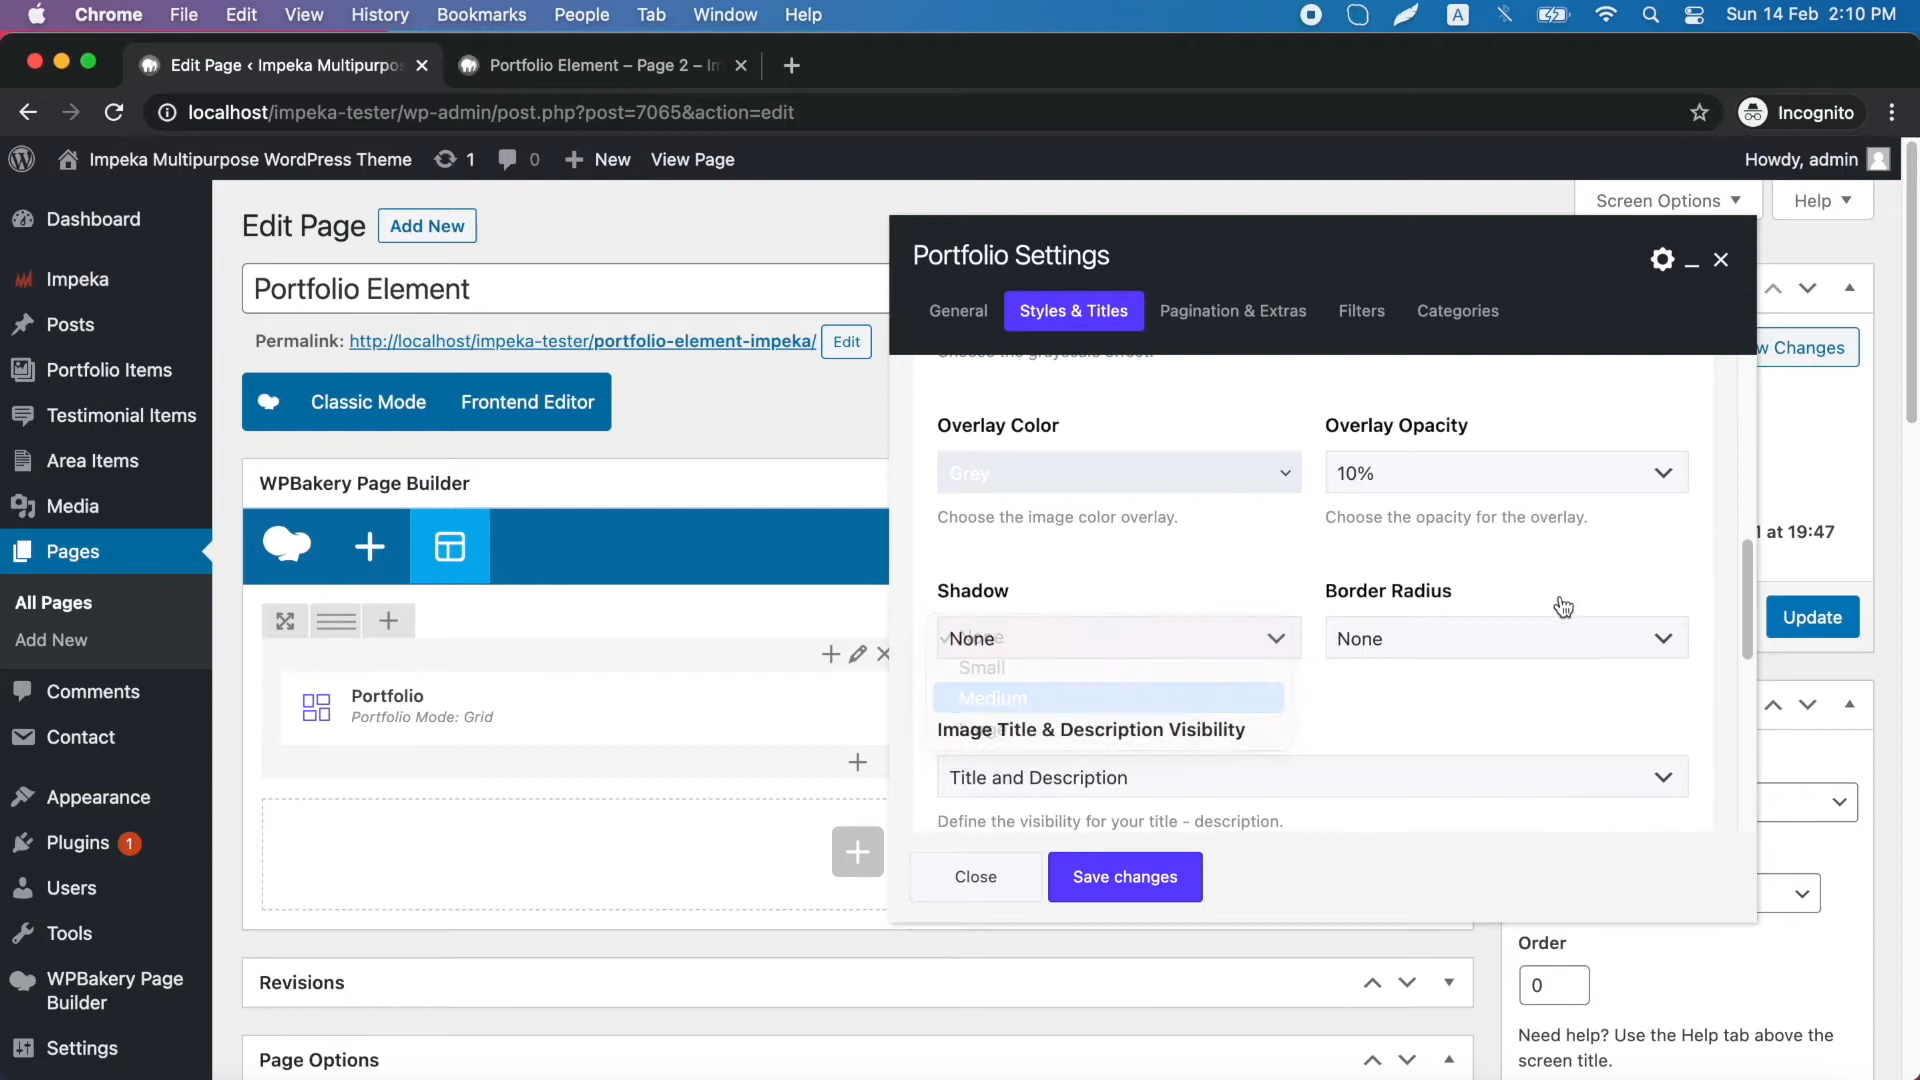 Chrome File Edit View History Bookmarks People Tab Window Help
A
Sun 14 Feb 2:10 PM
Edit Page ‹ Impeka Multipurpo
Portfolio Element – Page 2 – Im
localhost/impeka-tester/wp-admin/post.php?post=7065&action=edit
Incognito
Impeka Multipurpose WordPress Theme 1 0 New View Page
Howdy, admin
Screen Options
Help
Dashboard
Impeka
Posts
Portfolio Items
Testimonial Items
Area Items
Media
Pages
All Pages
Add New
Comments
Contact
Appearance
Plugins 1
Users
Tools
WPBakery Page
Builder
Settings
Edit Page Add New
Portfolio Element
Permalink: http://localhost/impeka-tester/portfolio-element-impeka/ Edit
Classic Mode Frontend Editor
WPBakery Page Builder
Portfolio
Portfolio Mode: Grid
Revisions
Page Options
Portfolio Settings
General Styles & Titles Pagination & Extras Filters Categories
Choose the grayscale effect.
Overlay Color Overlay Opacity
Grey 10%
Choose the image color overlay. Choose the opacity for the overlay.
Shadow Border Radius
None None
None
Small
Medium
Image Title & Description Visibility
Title and Description
Define the visibility for your title - description.
Close Save changes
w Changes
at 19:47
Update
Order
0
Need help? Use the Help tab above the
screen title.